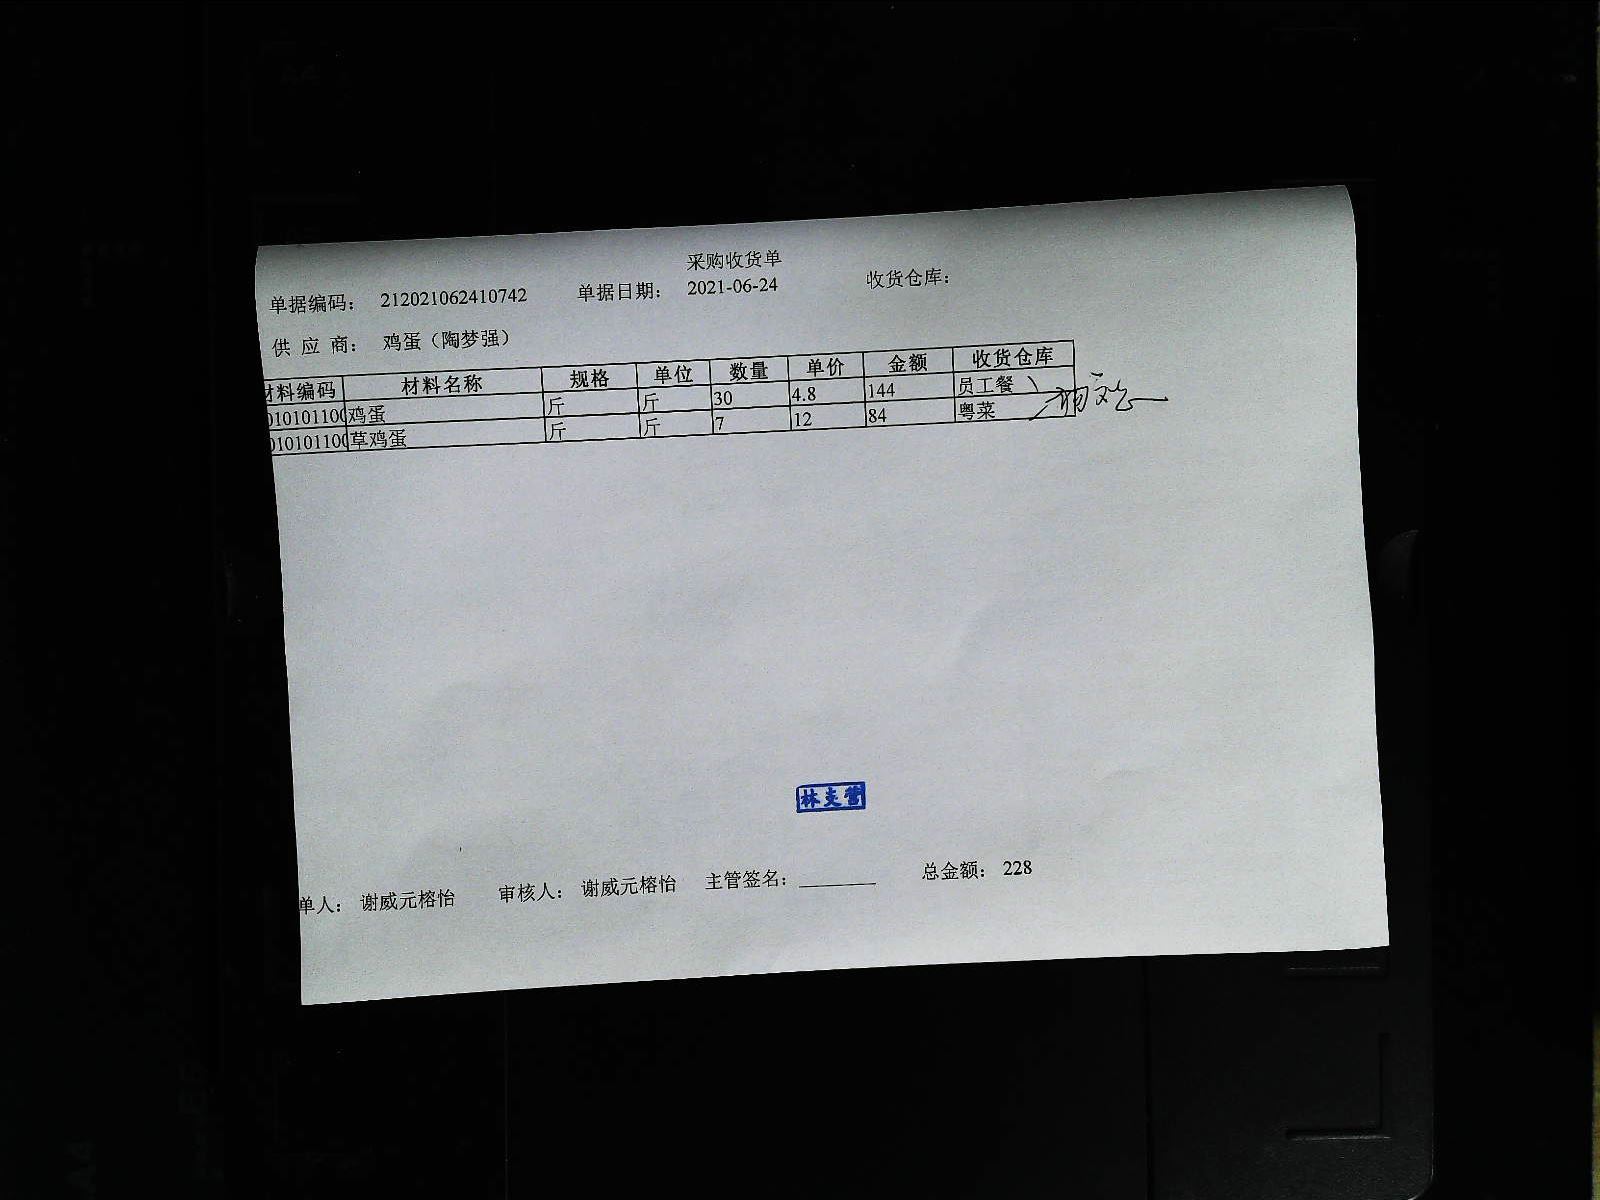 采购收货单
单据编码： 212021062410742 单据日期： 2021-06-24 收货仓库：
供 应 商： 鸡蛋（陶梦强）
材料编码 材料名称 规格 单位 数量 单价 金额 收货仓库
010101100 鸡蛋 斤 斤 30 4.8 144 员工餐
010101100 草鸡蛋 斤 斤 7 12 84 粤菜
林支营
单人： 谢威元榕怡 审核人： 谢威元榕怡 主管签名： 总金额： 228